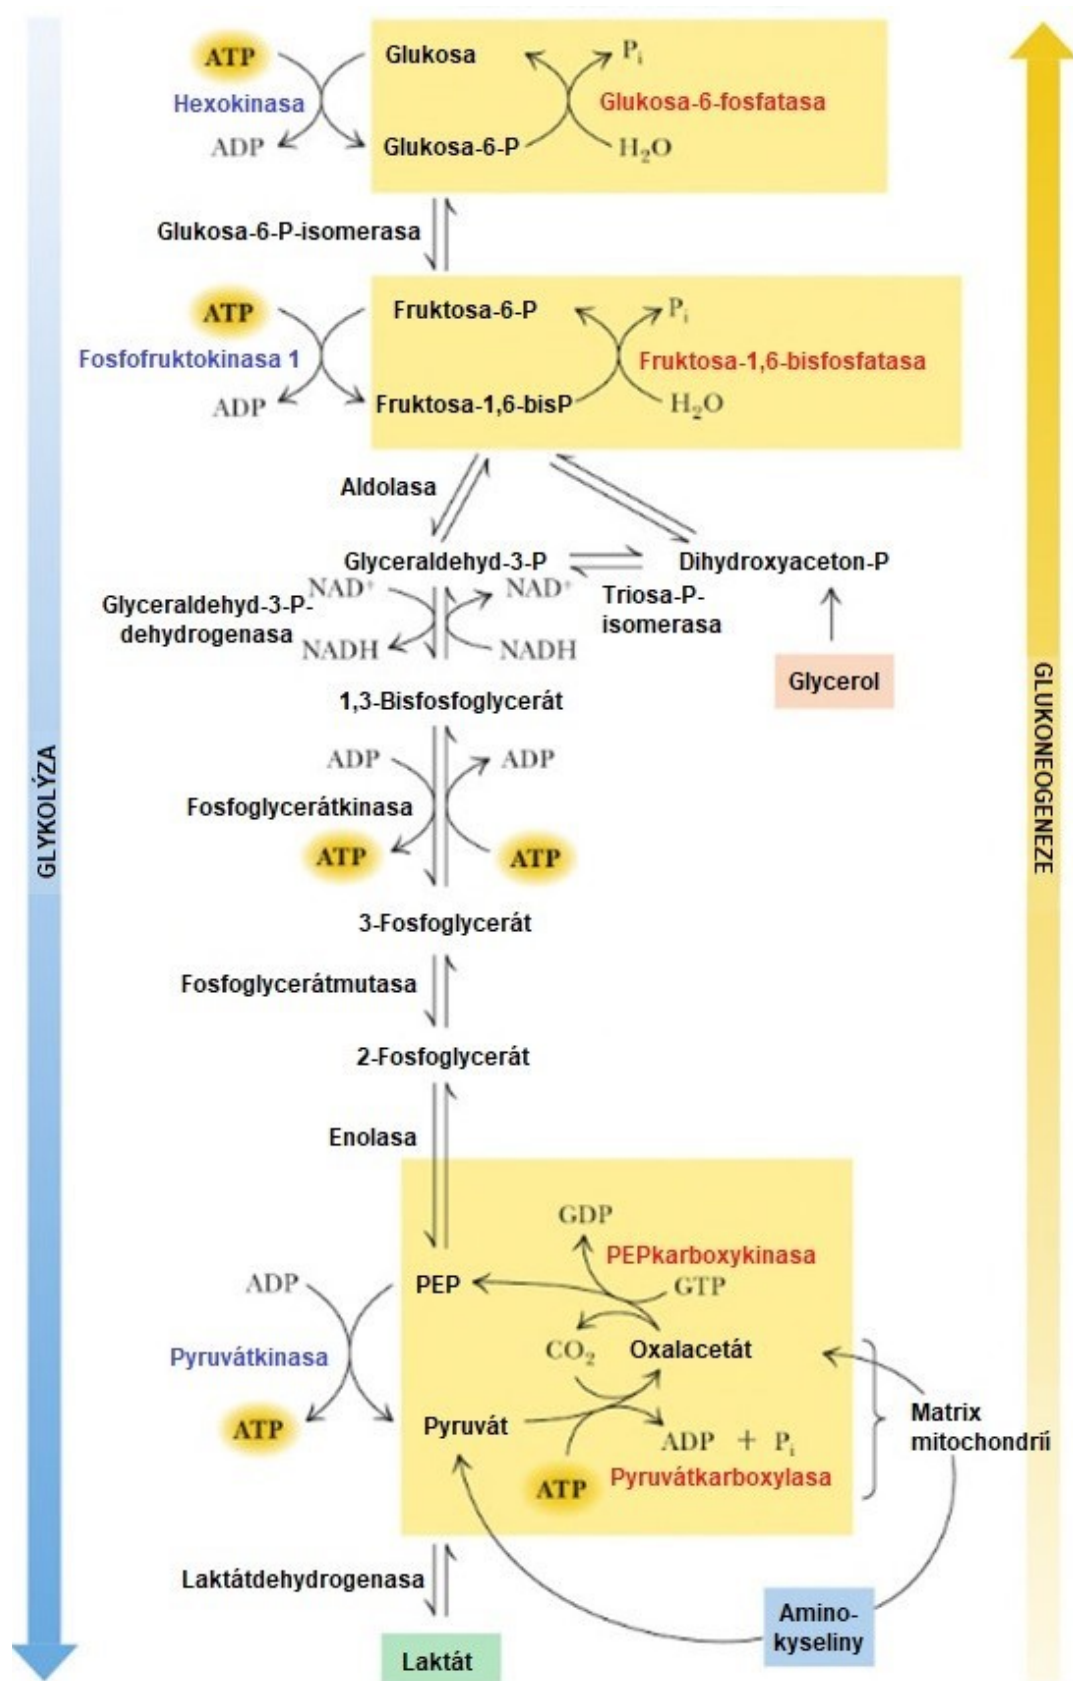 ATP
Glukosa
Pi
Hexokinasa
Glukosa-6-fosfatasa
ADP
Glukosa-6-P
H2O
Glukosa-6-P-isomerasa
ATP
Fruktosa-6-P
Pi
Fosfofruktokinasa 1
Fruktosa-1,6-bisfosfatasa
ADP
Fruktosa-1,6-bisP
H2O
Aldolasa
Glyceraldehyd-3-P
Dihydroxyaceton-P
NAD+
NAD+
Triosa-P-
isomerasa
Glyceraldehyd-3-P-
dehydrogenasa
NADH
NADH
Glycerol
1,3-Bisfosfoglycerát
ADP
ADP
Fosfoglycerátkinasa
ATP
ATP
3-Fosfoglycerát
Fosfoglycerátmutasa
2-Fosfoglycerát
Enolasa
GDP
PEPkarboxykinasa
ADP
PEP
GTP
CO2
Oxalacetát
Pyruvátkinasa
ATP
Pyruvát
ADP + Pi
Matrix
mitochondrií
ATP
Pyruvátkarboxylasa
Laktátdehydrogenasa
Amino-
kyseliny
Laktát
GLYKOLÝZA
GLUKONEOGENEZE